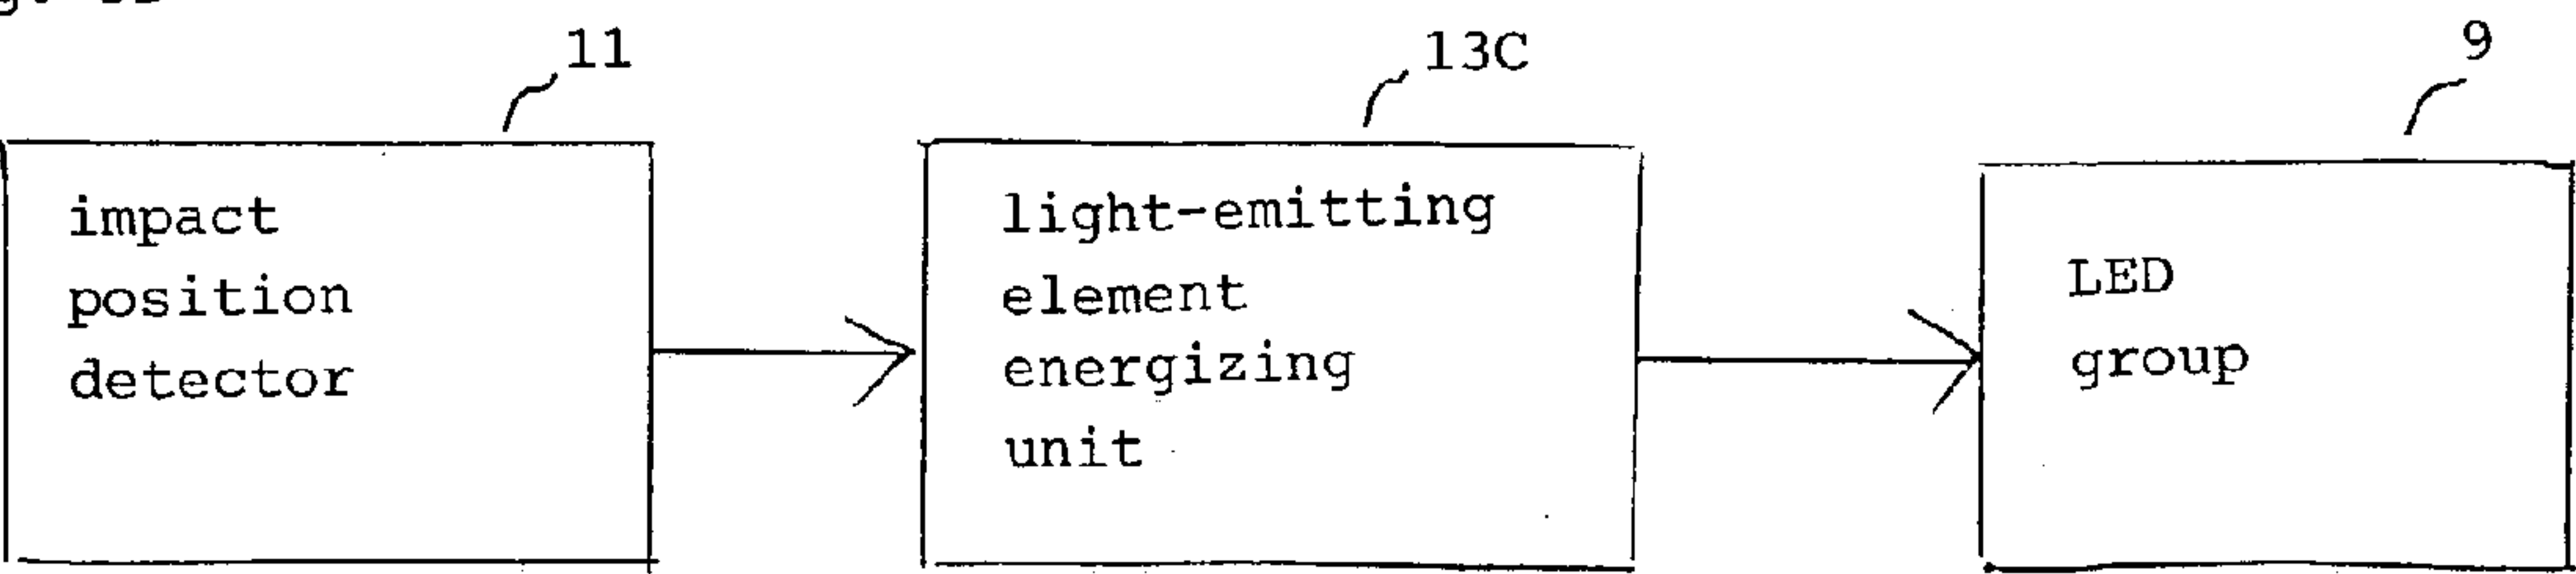 11
13C
9
impact
position
detector
light-emitting
element
energizing
unit
LED
group